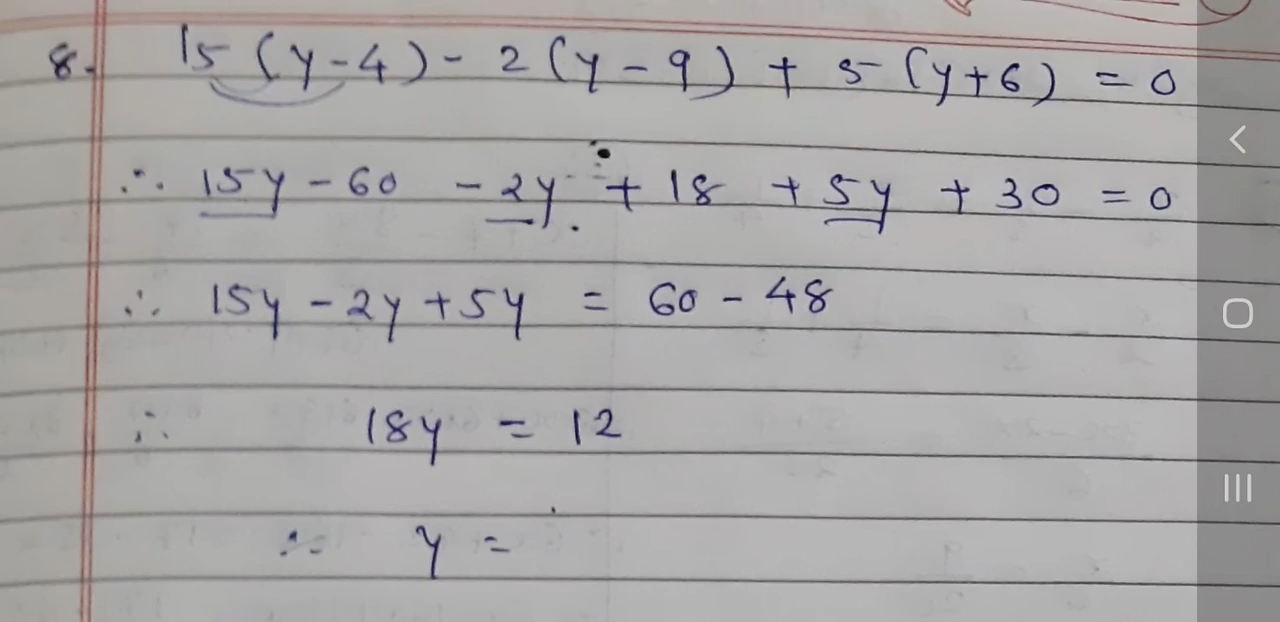 8. 15 (y-4) - 2 (y - 9) + 5 (y+6) = 0
∴ 15y - 60 - 2y + 18 + 5y + 30 = 0
∴ 15y - 2y + 5y = 60 - 48
∴ 18y = 12
∴ y =